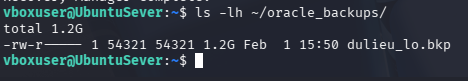 vboxuser@UbuntuSever:~$ ls -lh ~/oracle_backups/
total 1.2G
-rw-r----- 1 54321 54321 1.2G Feb  1 15:50 dulieu_lo.bkp
vboxuser@UbuntuSever:~$